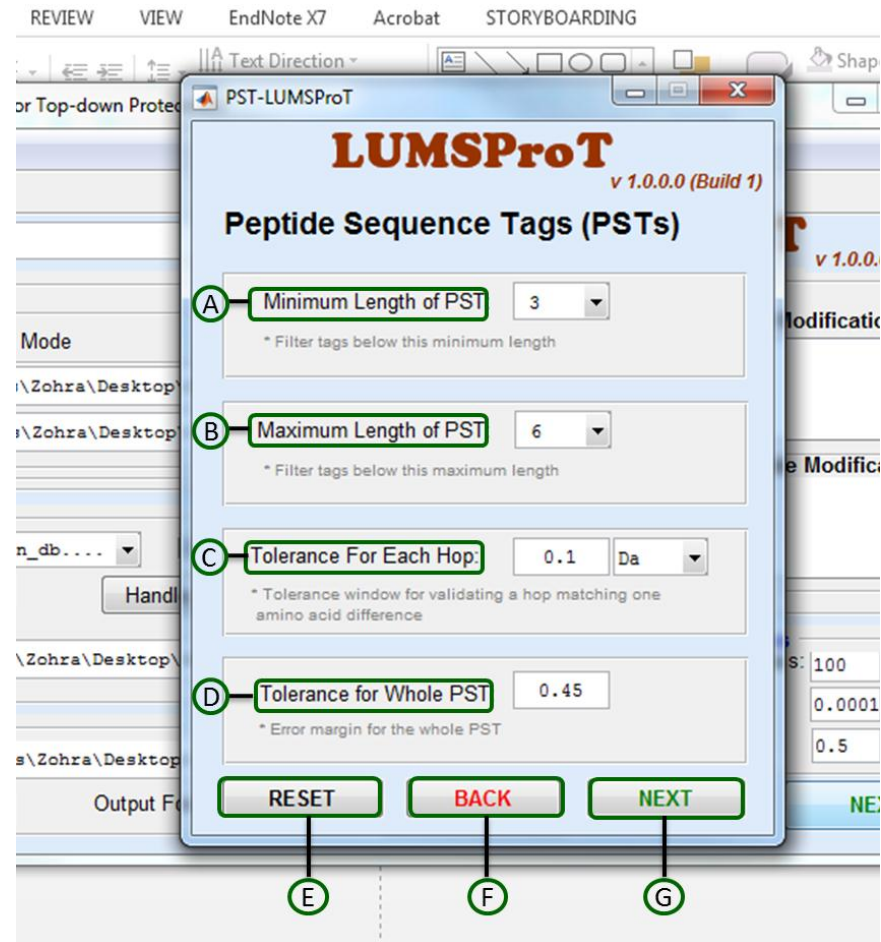 REVIEW VIEW EndNote X7 Acrobat STORYBOARDING
Text Direction
or Top-down
PST-LUMSProT
LUMSProT
v 1.0.0.0 (Build 1)
Peptide Sequence Tags (PSTs)
T
v 1.0.0.
A Minimum Length of PST 3
* Filter tags below this minimum length
Mode
\Zohra\Desktop\
B Maximum Length of PST 6
* Filter tags below this maximum length
\Zohra\Desktop
n_db....
C Tolerance For Each Hop: 0.1 Da
* Tolerance window for validating a hop matching one
amino acid difference
\Zohra\Desktop\
s: 100
D Tolerance for Whole PST 0.45
0.0001
* Error margin for the whole PST
0.5
s\Zohra\Desktop
Output
RESET BACK NEXT
E F G